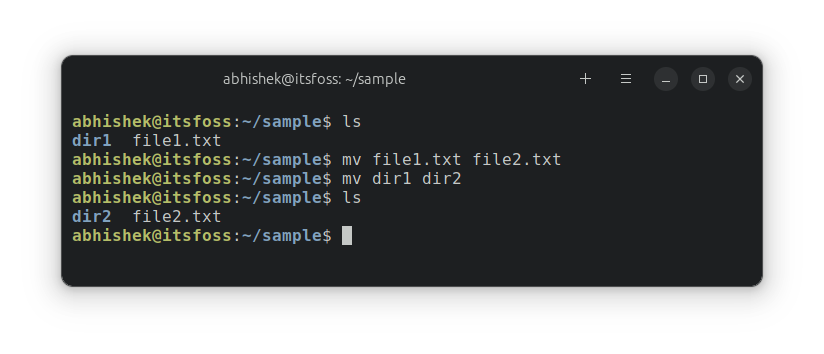 abhishek@itsfoss: ~/sample
abhishek@itsfoss:~/sample$ ls
dir1  file1.txt
abhishek@itsfoss:~/sample$ mv file1.txt file2.txt
abhishek@itsfoss:~/sample$ mv dir1 dir2
abhishek@itsfoss:~/sample$ ls
dir2  file2.txt
abhishek@itsfoss:~/sample$